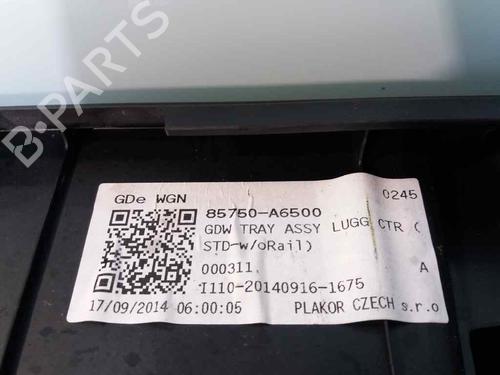 B-PARTS
GDe WGN
85750-A6500
0245
GDW TRAY ASSY LUGG CTR (
STD-w/oRail)
000311
A
I110-20140916-1675
17/09/2014 06:00:05
PLAKOR CZECH s.r.o